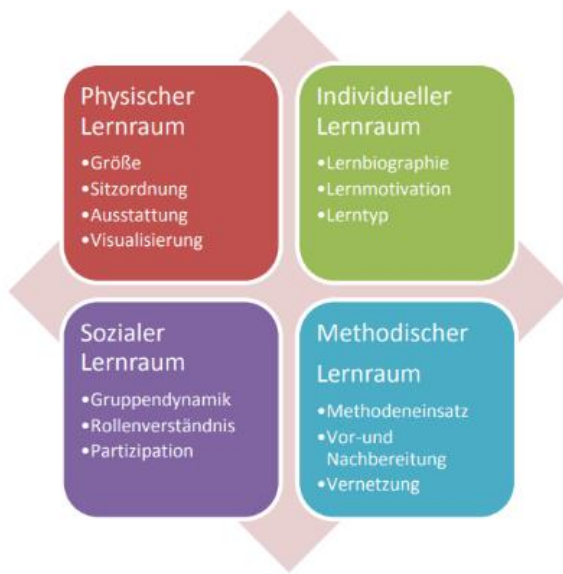 Physischer
Lernraum
•Größe
•Sitzordnung
•Ausstattung
•Visualisierung
Individueller
Lernraum
•Lernbiographie
•Lernmotivation
•Lerntyp
Sozialer
Lernraum
•Gruppendynamik
•Rollenverständnis
•Partizipation
Methodischer
Lernraum
•Methodeneinsatz
•Vor-und
Nachbereitung
•Vernetzung